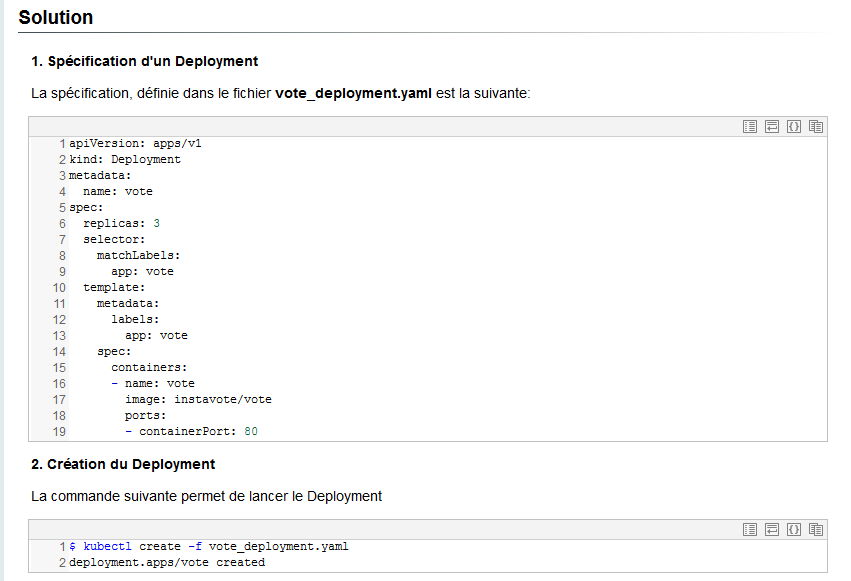 Solution
1. Spécification d'un Deployment
La spécification, définie dans le fichier vote_deployment.yaml est la suivante:
1 apiVersion: apps/v1
2 kind: Deployment
3 metadata:
4   name: vote
5 spec:
6   replicas: 3
7   selector:
8     matchLabels:
9       app: vote
10   template:
11     metadata:
12       labels:
13         app: vote
14     spec:
15       containers:
16       - name: vote
17         image: instavote/vote
18         ports:
19         - containerPort: 80
2. Création du Deployment
La commande suivante permet de lancer le Deployment
1 $ kubectl create -f vote_deployment.yaml
2 deployment.apps/vote created